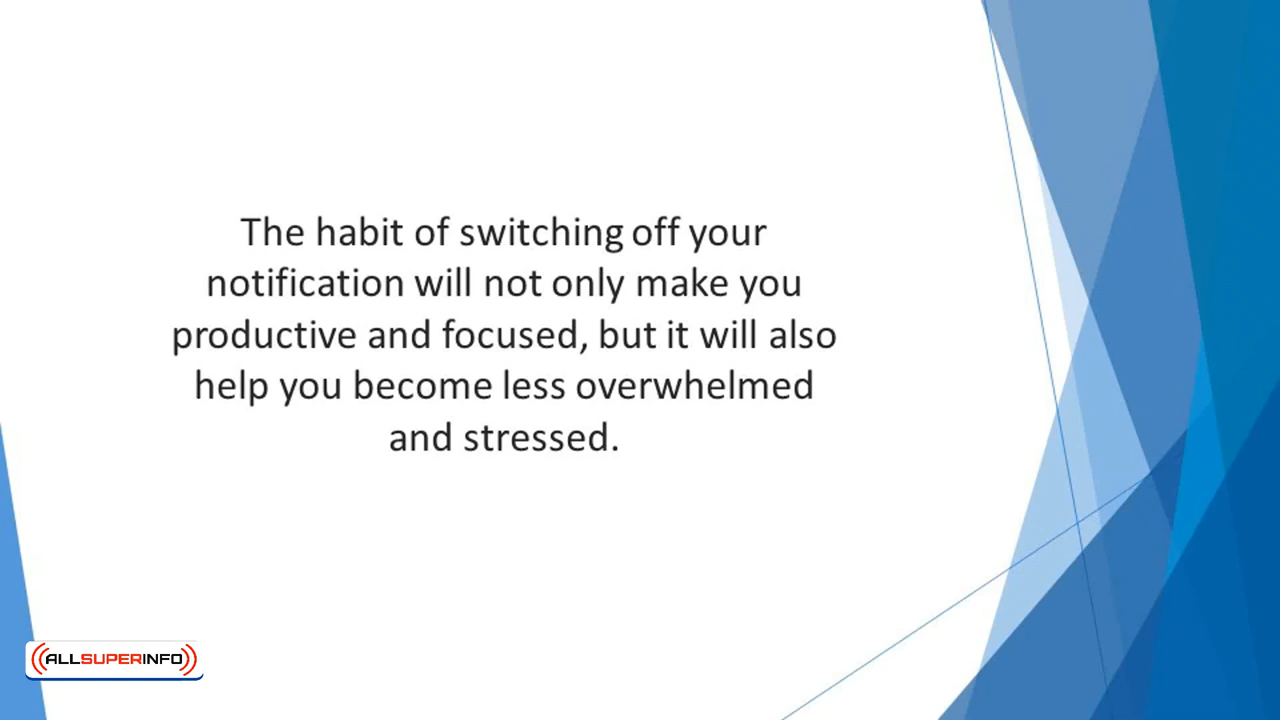 The habit of switching off your
notification will not only make you
productive and focused, but it will also
help you become less overwhelmed
and stressed.
ALLSUPERINFO